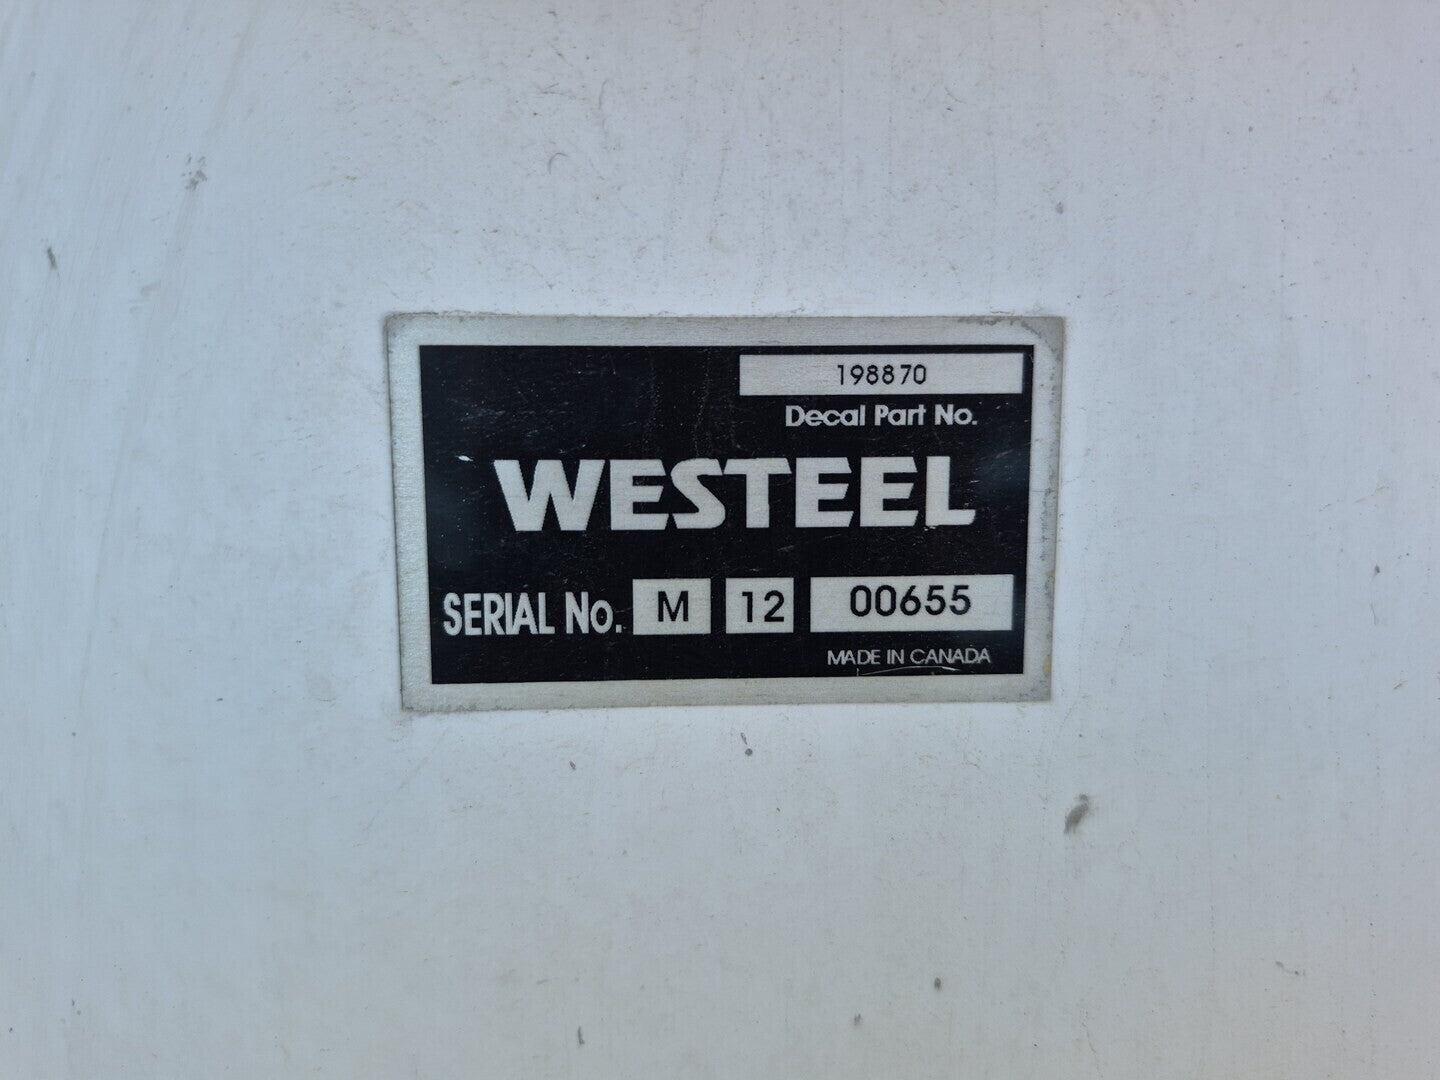 198870
Decal Part No.
WESTEEL
SERIAL No. M 12 00655
MADE IN CANADA